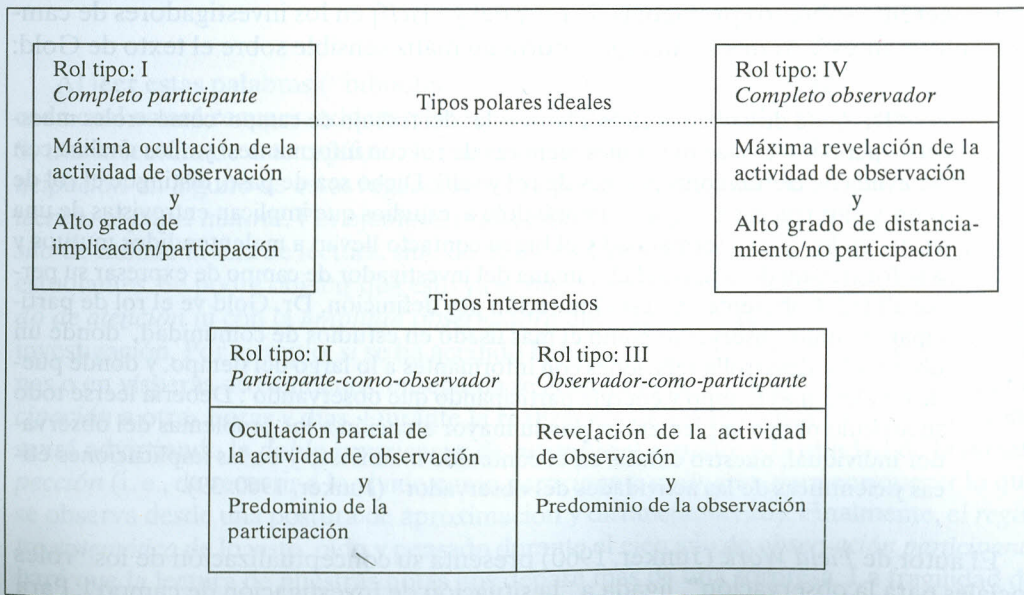 Rol tipo: I
Completo participante
Máxima ocultación de la
actividad de observación
y
Alto grado de
implicación/participación
Tipos polares ideales
Rol tipo: IV
Completo observador
Máxima revelación de la
actividad de observación
y
Alto grado de distancia-
miento/no participación
Tipos intermedios
Rol tipo: II
Participante-como-observador
Ocultación parcial de
la actividad de observación
y
Predominio de la
participación
Rol tipo: III
Observador-como-participante
Revelación de la actividad
de observación
y
Predominio de la observación